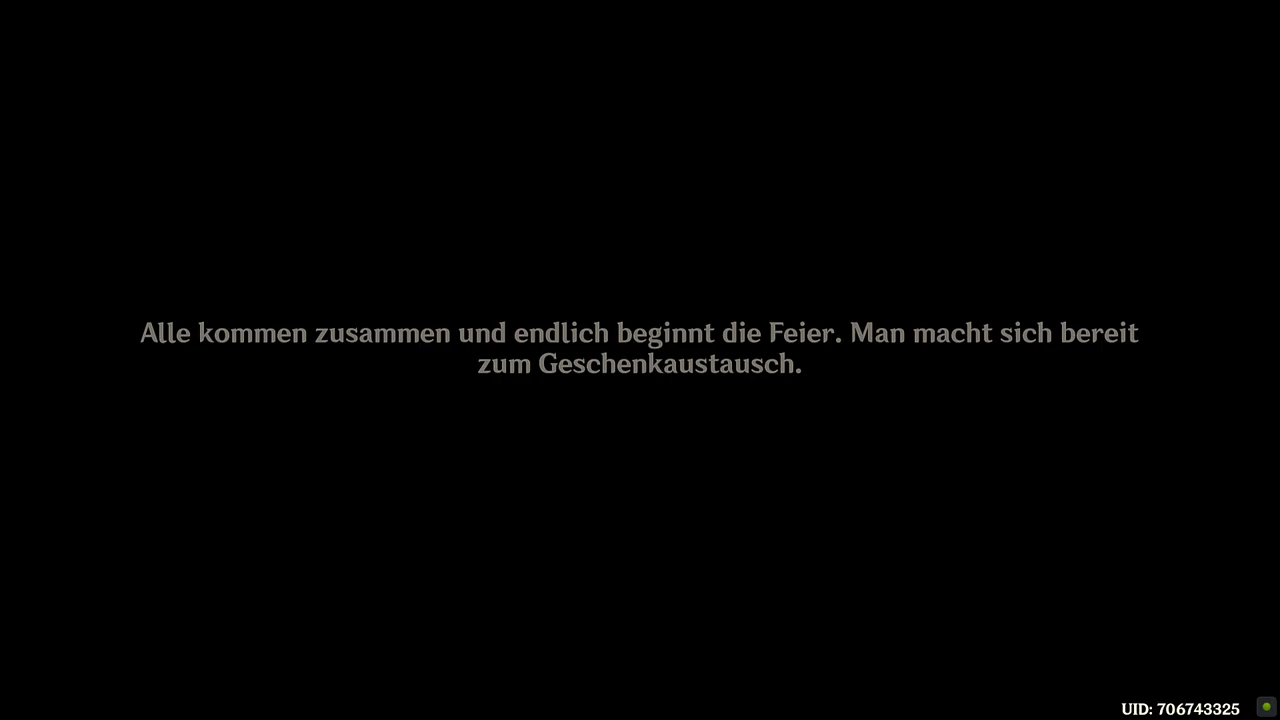 Alle kommen zusammen und endlich beginnt die Feier. Man macht sich bereit
zum Geschenkaustausch.
UID: 706743325